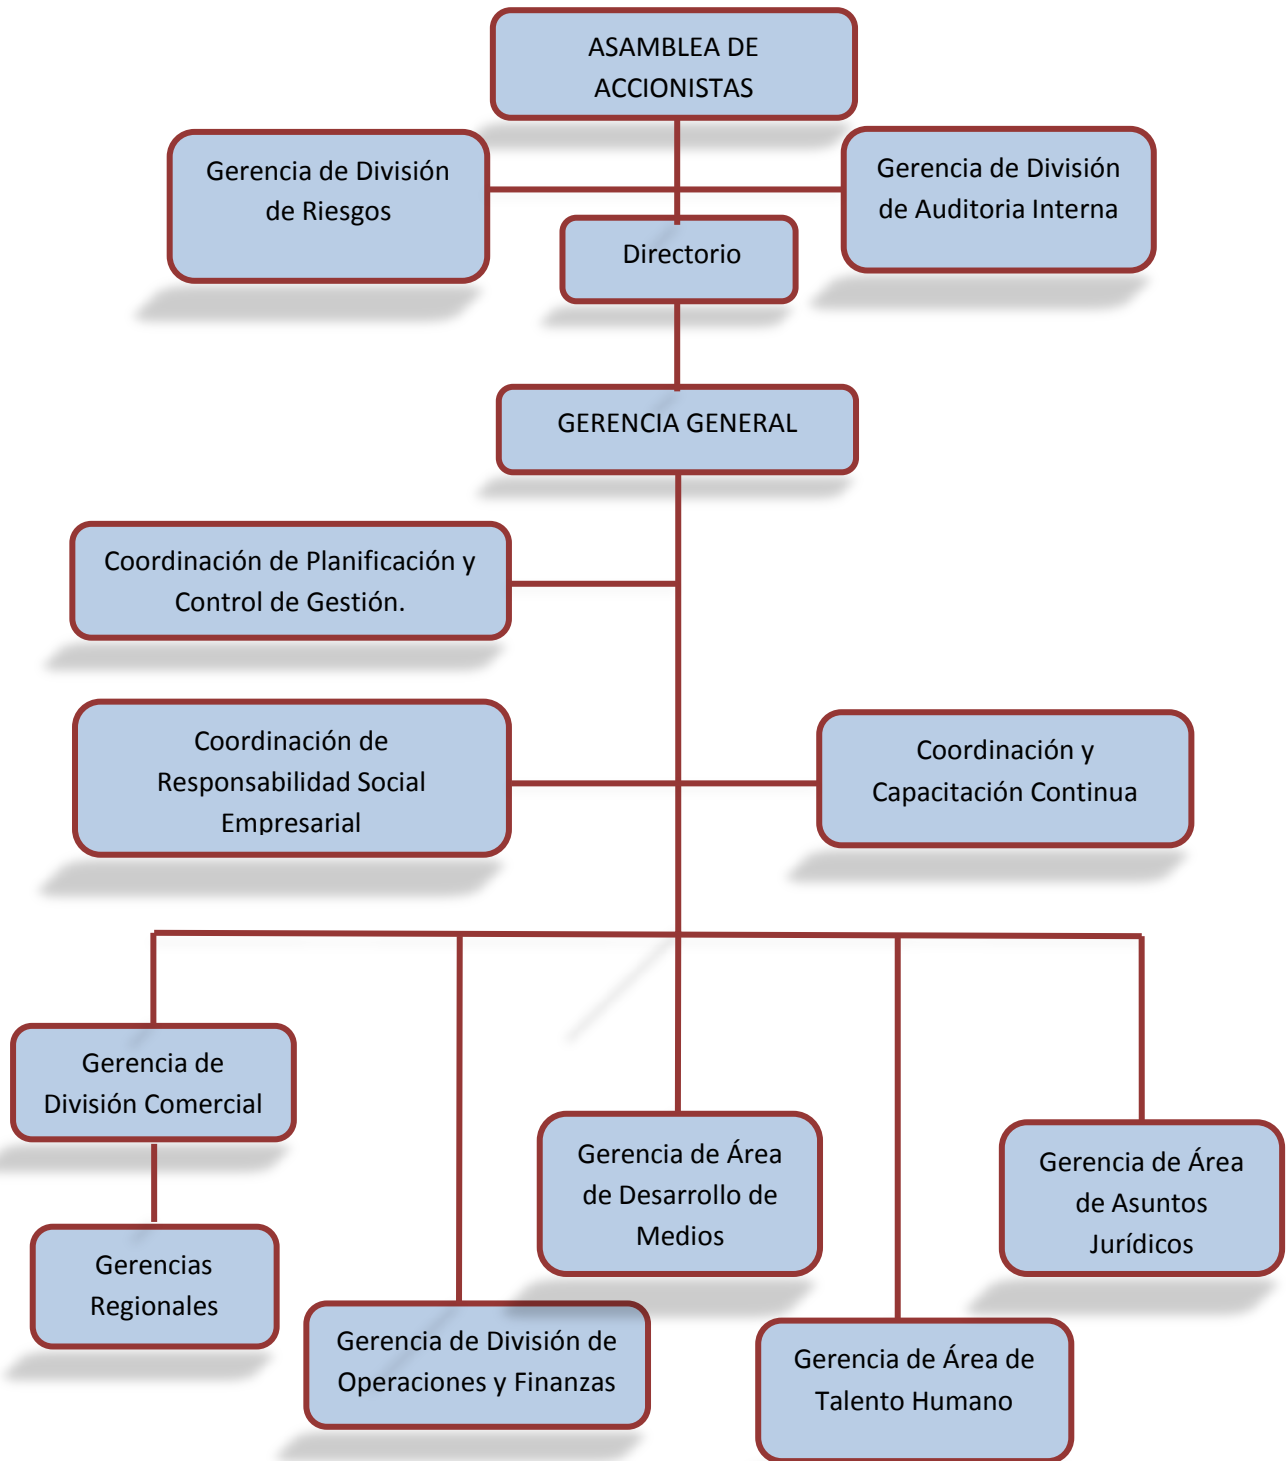 ASAMBLEA DE
ACCIONISTAS
Gerencia de División
de Riesgos
Gerencia de División
de Auditoria Interna
Directorio
GERENCIA GENERAL
Coordinación de Planificación y
Control de Gestión.
Coordinación de
Responsabilidad Social
Empresarial
Coordinación y
Capacitación Continua
Gerencia de
División Comercial
Gerencias
Regionales
Gerencia de División de
Operaciones y Finanzas
Gerencia de Área
de Desarrollo de
Medios
Gerencia de Área de
Talento Humano
Gerencia de Área
de Asuntos
Jurídicos